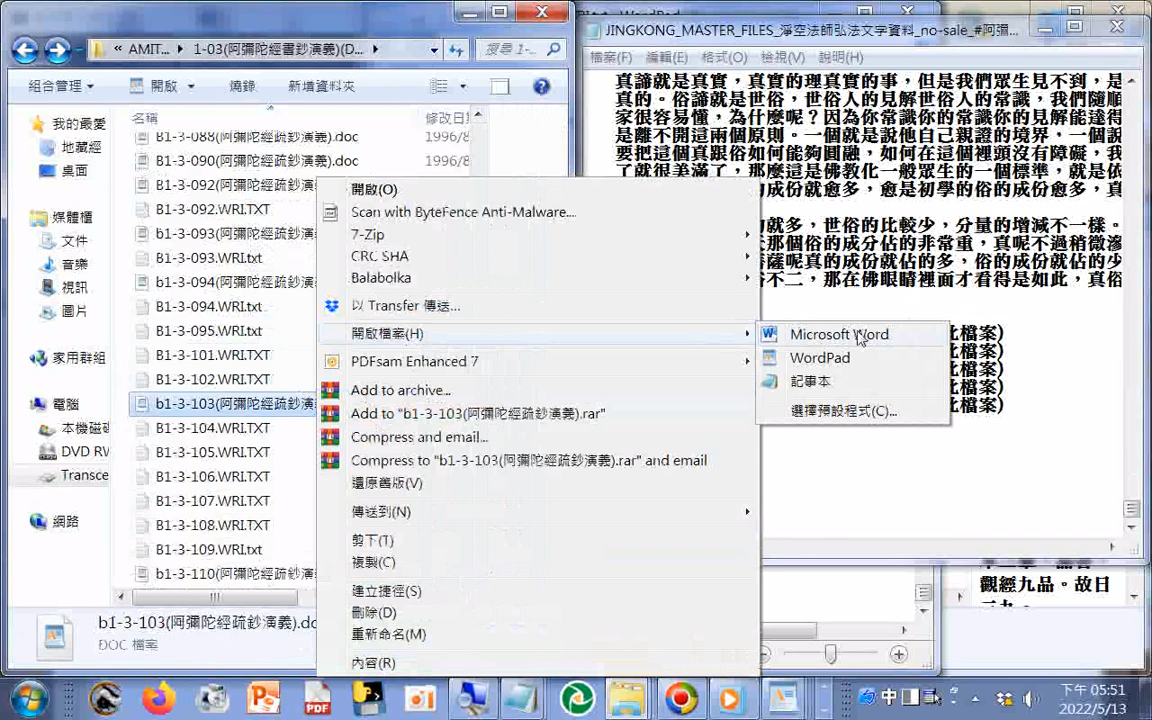 WordPad
JINGKONG_MASTER_FILES_淨空法師弘法文字資料_no-sale_#阿彌...
檔案(F) 編輯(E) 格式(O) 檢視(V) 說明(H)
« AMIT... ▸ 1-03(阿彌陀經書鈔演義)(D... ▸
搜尋 1-...
組合管理 開啟 燒錄 新增資料夾
我的最愛
地藏經
桌面
媒體櫃
文件
音樂
視訊
圖片
家用群組
電腦
本機磁碟
DVD RW
Transce
網路
名稱 修改日
B1-3-088(阿彌陀經疏鈔演義).doc 1996/8
B1-3-090(阿彌陀經疏鈔演義).doc 1996/8
B1-3-092(阿彌陀經疏鈔演
B1-3-092.WRI.TXT
B1-3-093(阿彌陀經疏鈔演
B1-3-093.WRI.txt
b1-3-094(阿彌陀經疏鈔演
B1-3-094.WRI.txt
B1-3-095.WRI.txt
B1-3-101.WRI.TXT
B1-3-102.WRI.TXT
b1-3-103(阿彌陀經疏鈔演
B1-3-104.WRI.TXT
B1-3-105.WRI.TXT
B1-3-106.WRI.TXT
B1-3-107.WRI.TXT
B1-3-108.WRI.TXT
B1-3-109.WRI.txt
b1-3-110(阿彌陀經疏鈔演
b1-3-103(阿彌陀經疏鈔演義).do
DOC 檔案
開啟(O)
Scan with ByteFence Anti-Malware...
7-Zip
CRC SHA
Balabolka
以 Transfer 傳送...
開啟檔案(H)
PDFsam Enhanced 7
Add to archive...
Add to "b1-3-103(阿彌陀經疏鈔演義).rar"
Compress and email...
Compress to "b1-3-103(阿彌陀經疏鈔演義).rar" and email
還原舊版(V)
傳送到(N)
剪下(T)
複製(C)
建立捷徑(S)
刪除(D)
重新命名(M)
內容(R)
Microsoft Word
WordPad
記事本
選擇預設程式(C)...
真諦就是真實，真實的理真實的事，但是我們眾生見不到，是
真的。俗諦就是世俗，世俗人的見解世俗人的常識，我們隨順
家很容易懂，為什麼呢？因為你常識你的常識你的見解能達得
是離不開這兩個原則。一個就是說他自己親證的境界，一個說
要把這個真跟俗如何能夠圓融，如何在這個裡頭沒有障礙，我
了就很美滿了，那麼這是佛教化一般眾生的一個標準，就是依
的成份就愈多，愈是初學的俗的成份愈多，真
就多，世俗的比較少，分量的增減不一樣。
那個俗的成分佔的非常重，真呢不過稍微滲
菩薩呢真的成份就佔的多，俗的成份就佔的少
不二，那在佛眼睛裡面才看得是如此，真俗
此檔案)
此檔案)
此檔案)
此檔案)
此檔案)
觀經九品。故曰
PDF
中
下午 05:51
2022/5/13